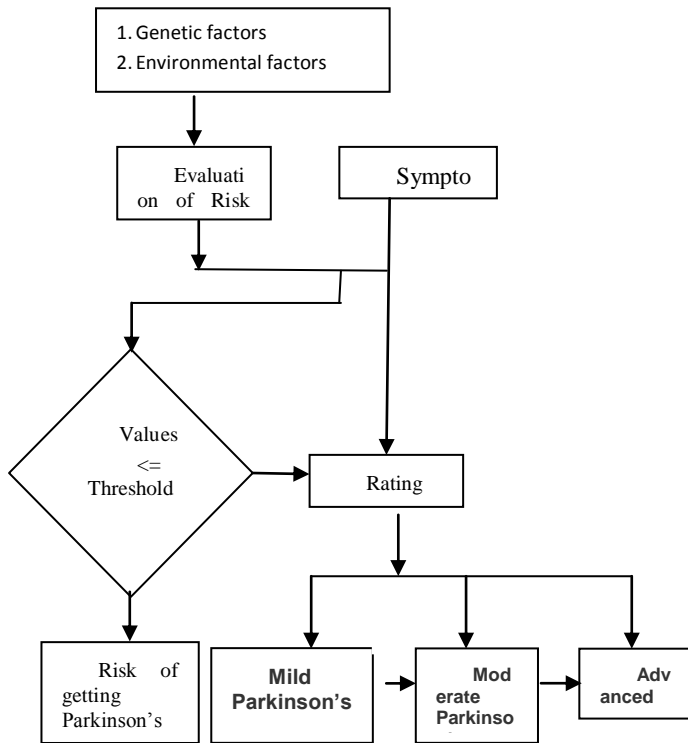 1. Genetic factors
2. Environmental factors
Evaluati
on of Risk
Sympto
Values
<=
Threshold
Rating
Risk of
getting
Parkinson's
Mild
Parkinson's
Mod
erate
Parkinso
Adv
anced